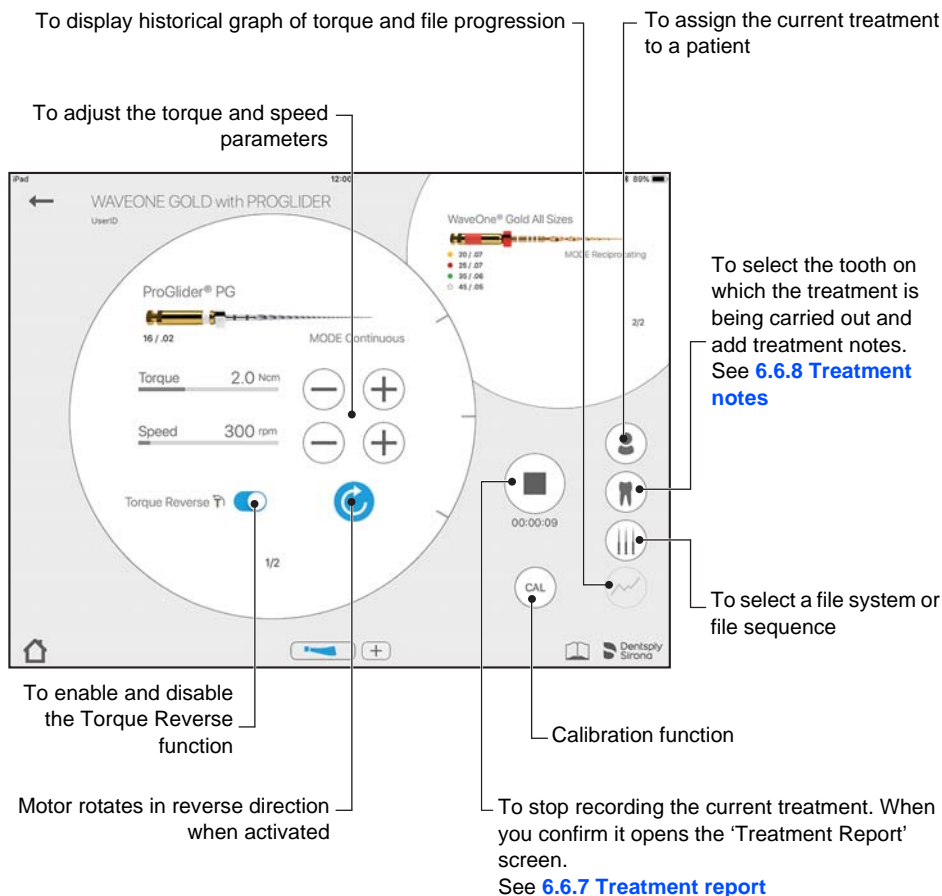 To display historical graph of torque and file progression
To assign the current treatment
to a patient
To adjust the torque and speed
parameters
iPad
12:00
89%
WAVEONE GOLD with PROGLIDER
UserID
WaveOne® Gold All Sizes
20 / .07
25 / .07
35 / .06
45 / .05
MODE Reciprocating
2/2
ProGlider® PG
16 / .02
MODE Continuous
Torque 2.0 Ncm
Speed 300 rpm
Torque Reverse
1/2
00:00:09
CAL
Dentsply
Sirona
To select the tooth on
which the treatment is
being carried out and
add treatment notes.
See 6.6.8 Treatment
notes
To select a file system or
file sequence
To enable and disable
the Torque Reverse
function
Calibration function
Motor rotates in reverse direction
when activated
To stop recording the current treatment. When
you confirm it opens the ‘Treatment Report’
screen.
See 6.6.7 Treatment report